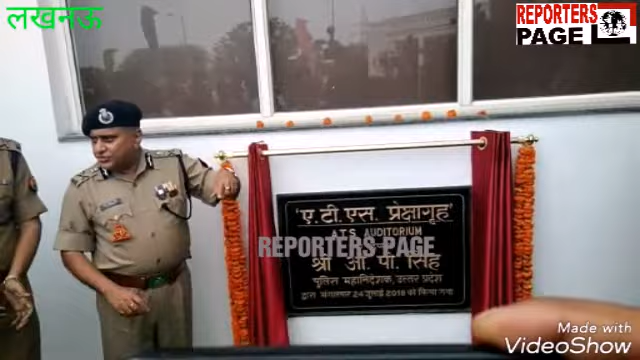 लखनऊ
REPORTERS
PAGE
'ए.टी.एस. प्रेक्षागृह'
A.T.S. AUDITORIUM
REPORTERS PAGE
श्री ओ. पी. सिंह
पुलिस महानिदेशक, उत्तर प्रदेश
द्वारा मंगलवार 24 जुलाई 2018 को किया गया
Made with
VideoShow